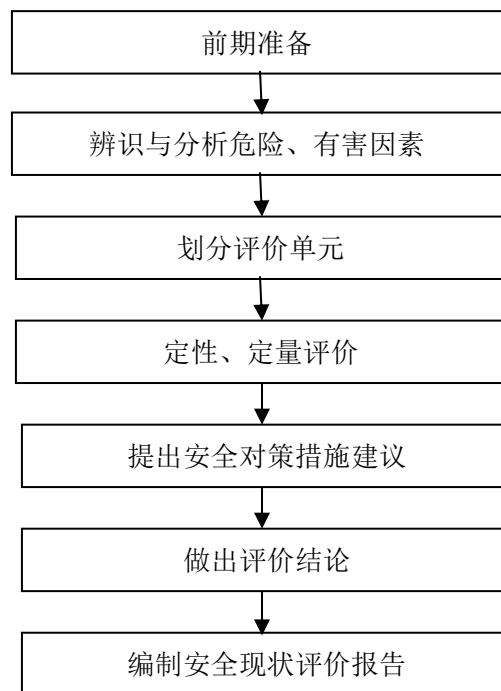 前期准备
辨识与分析危险、有害因素
划分评价单元
定性、定量评价
提出安全对策措施建议
做出评价结论
编制安全现状评价报告